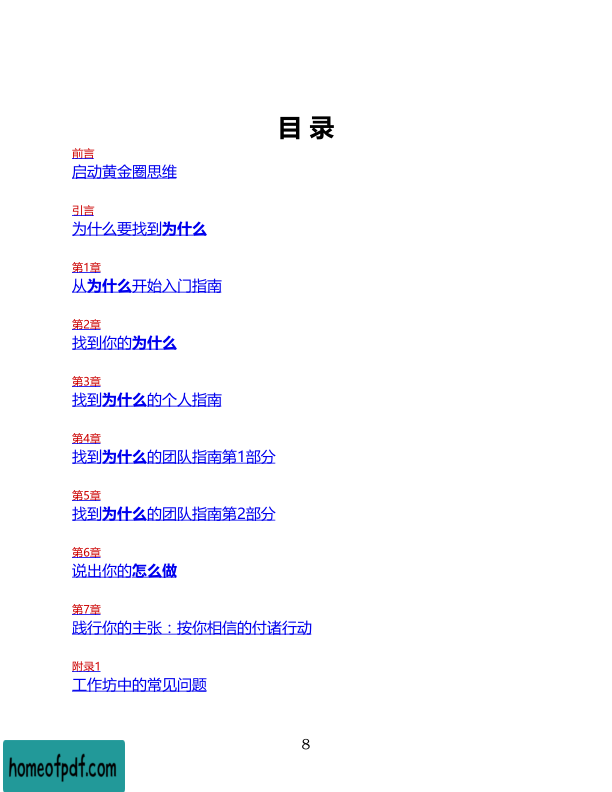 目 录
前言
启动黄金圈思维
引言
为什么要找到为什么
第1章
从为什么开始入门指南
第2章
找到你的为什么
第3章
找到为什么的个人指南
第4章
找到为什么的团队指南第1部分
第5章
找到为什么的团队指南第2部分
第6章
说出你的怎么做
第7章
践行你的主张：按你相信的付诸行动
附录1
工作坊中的常见问题
8
homeofpdf.com